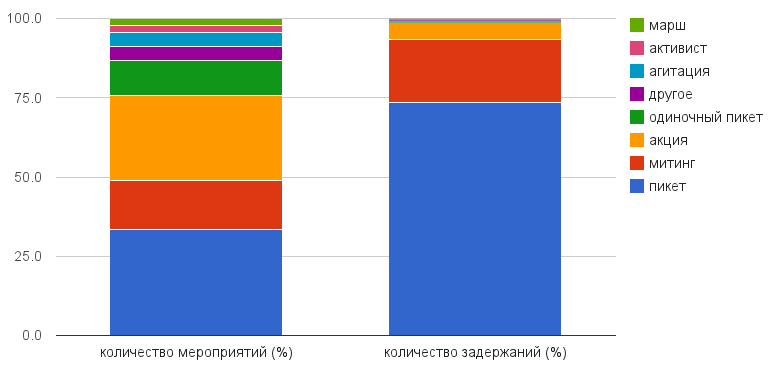 100.0
75.0
50.0
25.0
0.0
количество мероприятий (%)
количество задержаний (%)
марш
активист
агитация
другое
одиночный пикет
акция
митинг
пикет